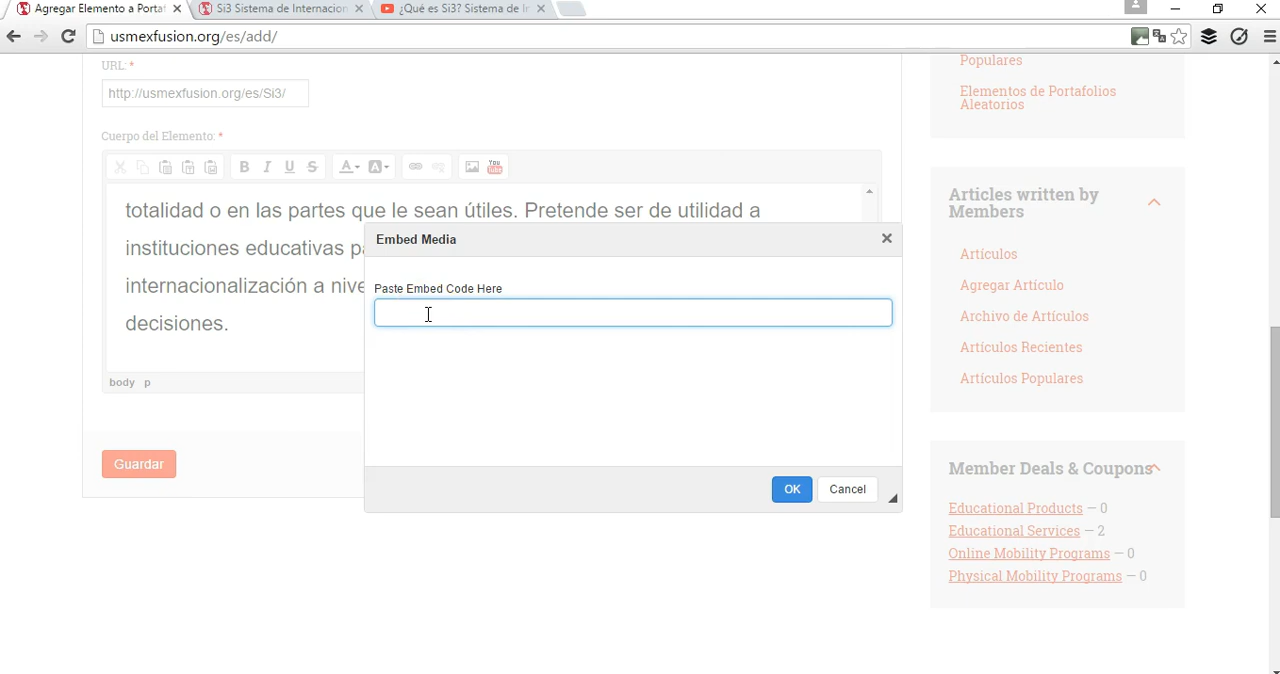 Agregar Elemento a Portaf
Si3 Sistema de Internacion
¿Qué es Si3? Sistema de In
usmexfusion.org/es/add/
URL: *
http://usmexfusion.org/es/Si3/
Cuerpo del Elemento: *
B I U S A A You Tube
totalidad o en las partes que le sean útiles. Pretende ser de utilidad a
instituciones educativas pa
internacionalización a nive
decisiones.
body p
Guardar
Embed Media
Paste Embed Code Here
OK Cancel
Populares
Elementos de Portafolios
Aleatorios
Articles written by
Members
Artículos
Agregar Artículo
Archivo de Artículos
Artículos Recientes
Artículos Populares
Member Deals & Coupons
Educational Products — 0
Educational Services — 2
Online Mobility Programs — 0
Physical Mobility Programs — 0